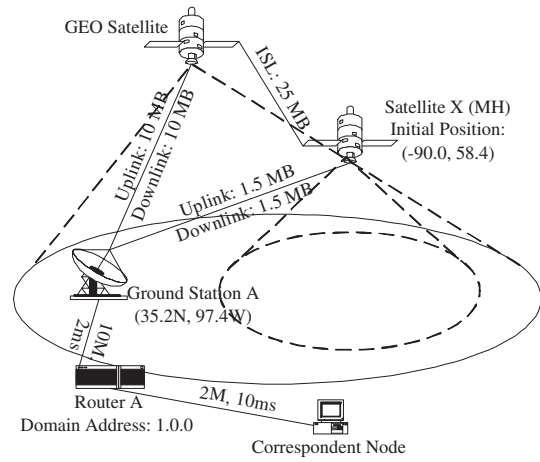 GEO Satellite
ISL: 25 MB
Satellite X (MH)
Initial Position:
(-90.0, 58.4)
Uplink: 10 MB
Downlink: 10 MB
Uplink: 1.5 MB
Downlink: 1.5 MB
Ground Station A
(35.2N, 97.4W)
10M,
2ms
Router A
Domain Address: 1.0.0
2M, 10ms
Correspondent Node